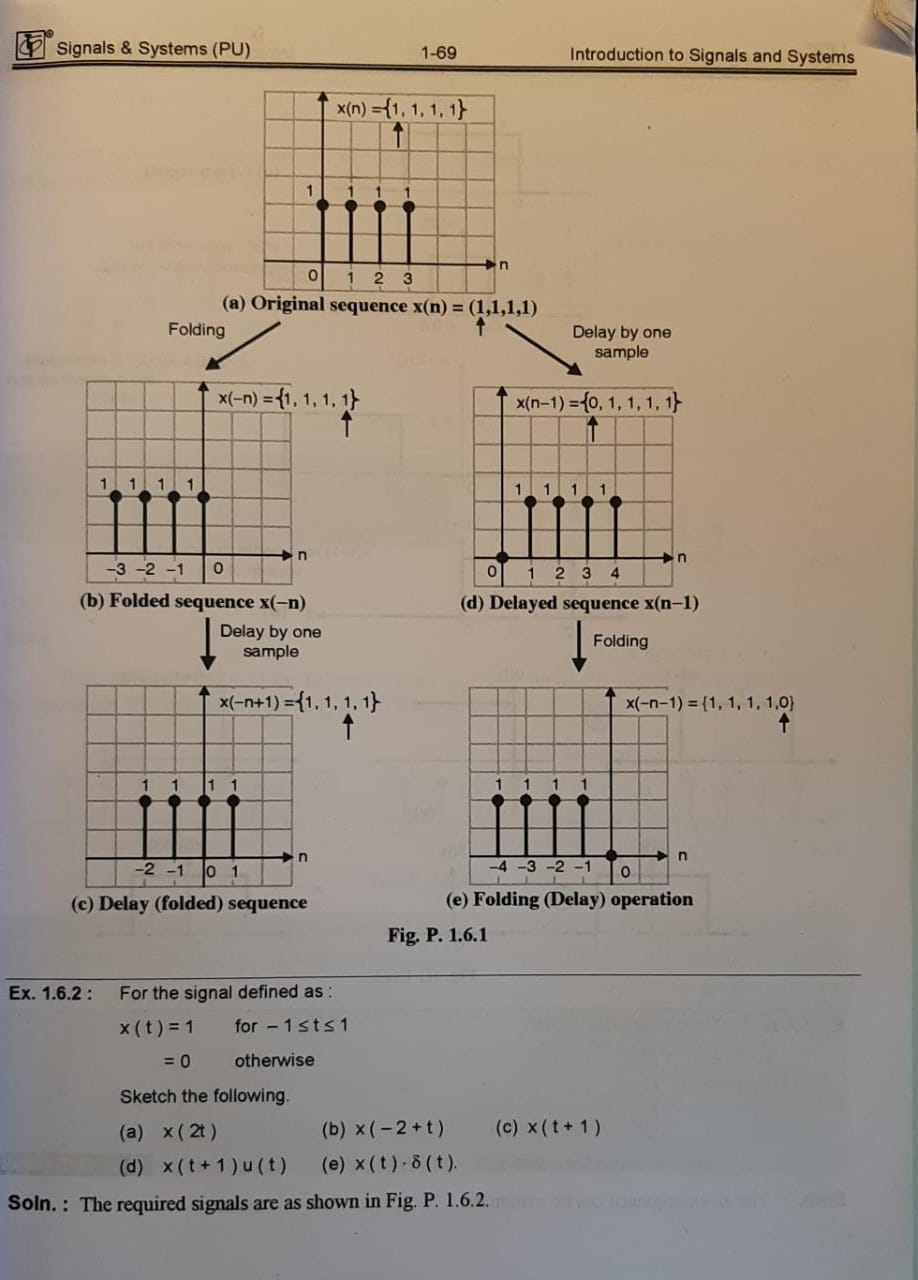 Signals & Systems (PU) 1-69 Introduction to Signals and Systems
x(n) ={1, 1, 1, 1}
↑
1 1 1 1
n
0 1 2 3
(a) Original sequence x(n) = (1,1,1,1)
↑
Folding
Delay by one
sample
x(−n) ={1, 1, 1, 1}
↑
1 1 1 1
n
−3 −2 −1 0
(b) Folded sequence x(−n)
x(n−1) ={0, 1, 1, 1, 1}
↑
1 1 1 1
n
0 1 2 3 4
(d) Delayed sequence x(n−1)
Delay by one
sample
Folding
x(−n+1) ={1, 1, 1, 1}
↑
1 1 1 1
n
−2 −1 0 1
(c) Delay (folded) sequence
x(−n−1) = {1, 1, 1, 1,0}
↑
1 1 1 1
n
−4 −3 −2 −1 0
(e) Folding (Delay) operation
Fig. P. 1.6.1
Ex. 1.6.2 : For the signal defined as :
x ( t ) = 1 for − 1 ≤ t ≤ 1
= 0 otherwise
Sketch the following.
(a) x ( 2t ) (b) x ( − 2 + t ) (c) x ( t + 1 )
(d) x ( t + 1 ) u ( t ) (e) x ( t ) · δ ( t ).
Soln. : The required signals are as shown in Fig. P. 1.6.2.